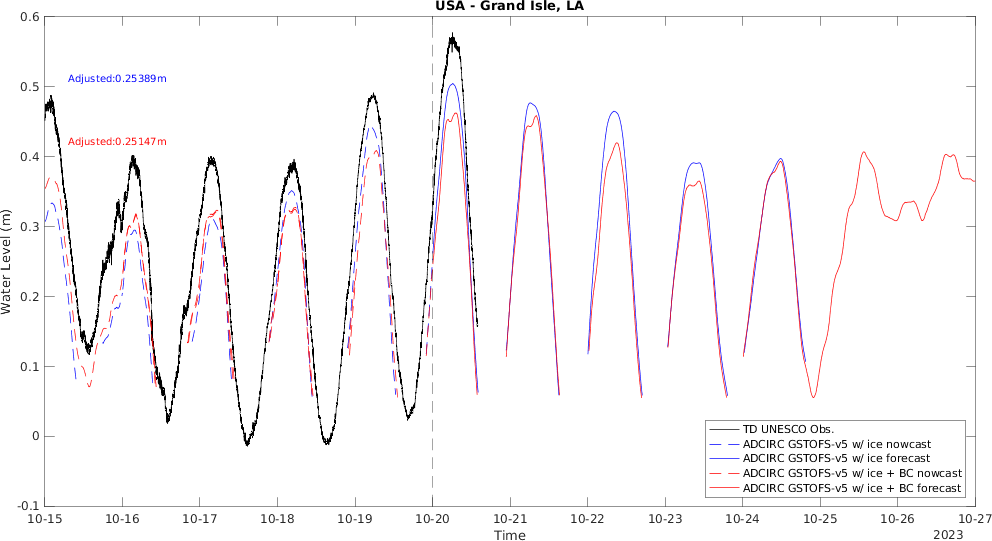 USA - Grand Isle, LA
0.6
0.5
0.4
0.3
0.2
0.1
0
-0.1
Water Level (m)
Adjusted:0.25389m
Adjusted:0.25147m
TD UNESCO Obs.
ADCIRC GSTOFS-v5 w/ ice nowcast
ADCIRC GSTOFS-v5 w/ ice forecast
ADCIRC GSTOFS-v5 w/ ice + BC nowcast
ADCIRC GSTOFS-v5 w/ ice + BC forecast
10-15 10-16 10-17 10-18 10-19 10-20 10-21 10-22 10-23 10-24 10-25 10-26 10-27
Time
2023